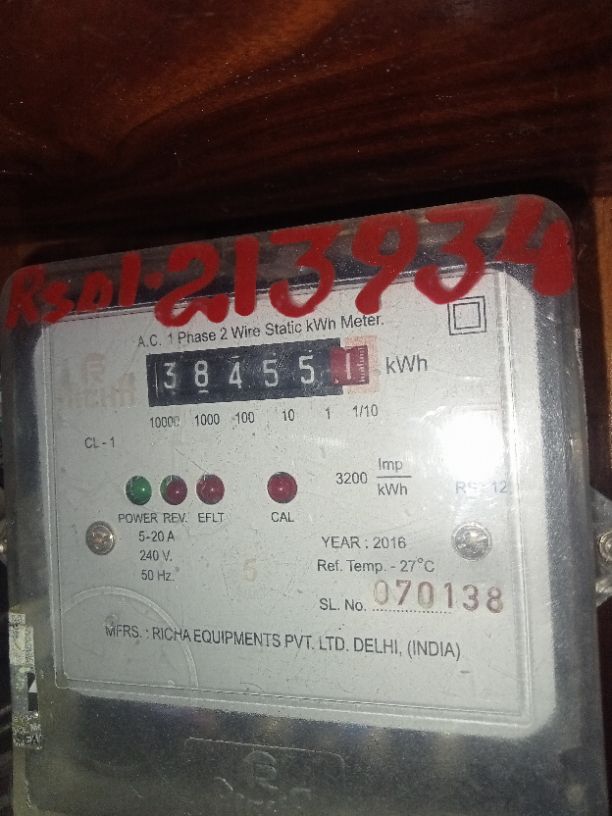 RSD1.213934
A.C. 1 Phase 2 Wire Static kWh Meter.
38455 1 kWh
10000 1000 100 10 1 1/10
CL - 1
3200 Imp/kWh
POWER REV. EFLT CAL
5-20 A
240 V.
50 Hz.
5
YEAR : 2016
Ref. Temp. - 27°C
SL. No. 070138
MFRS. : RICHA EQUIPMENTS PVT. LTD. DELHI, (INDIA)